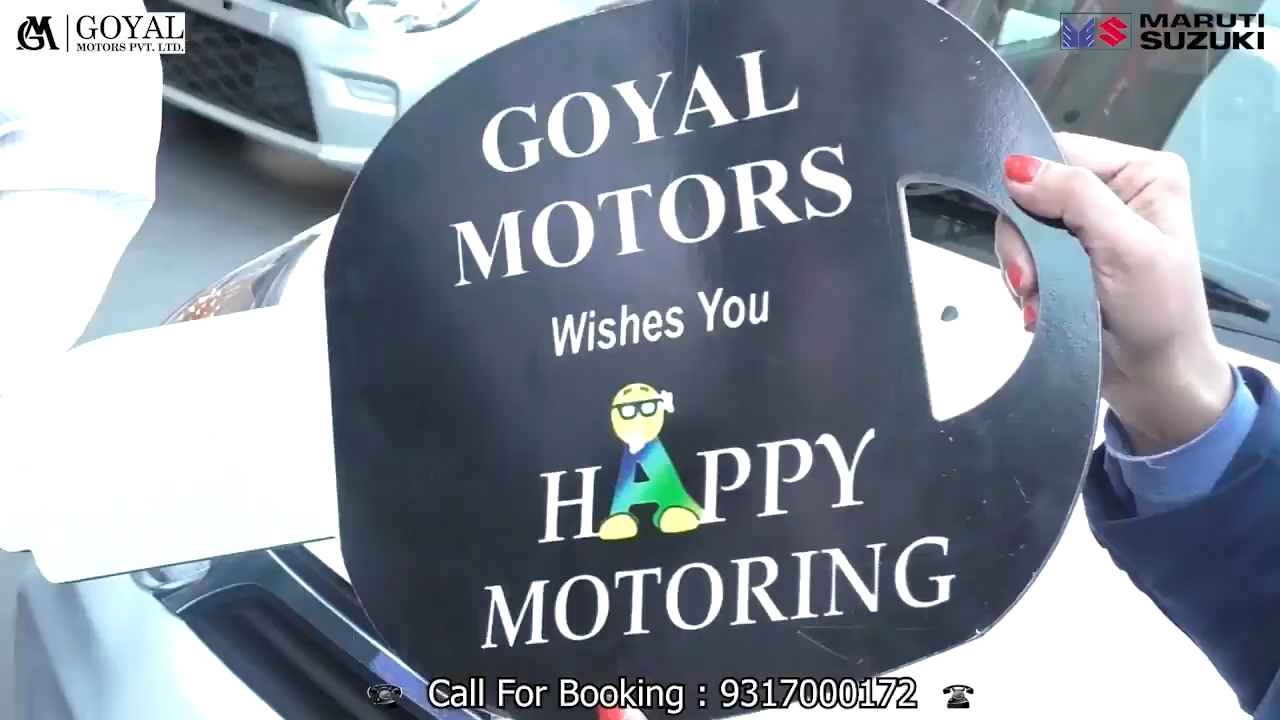 GOYAL
MOTORS PVT. LTD.
MARUTI
SUZUKI
GOYAL
MOTORS
Wishes You
HAPPY
MOTORING
Call For Booking : 9317000172